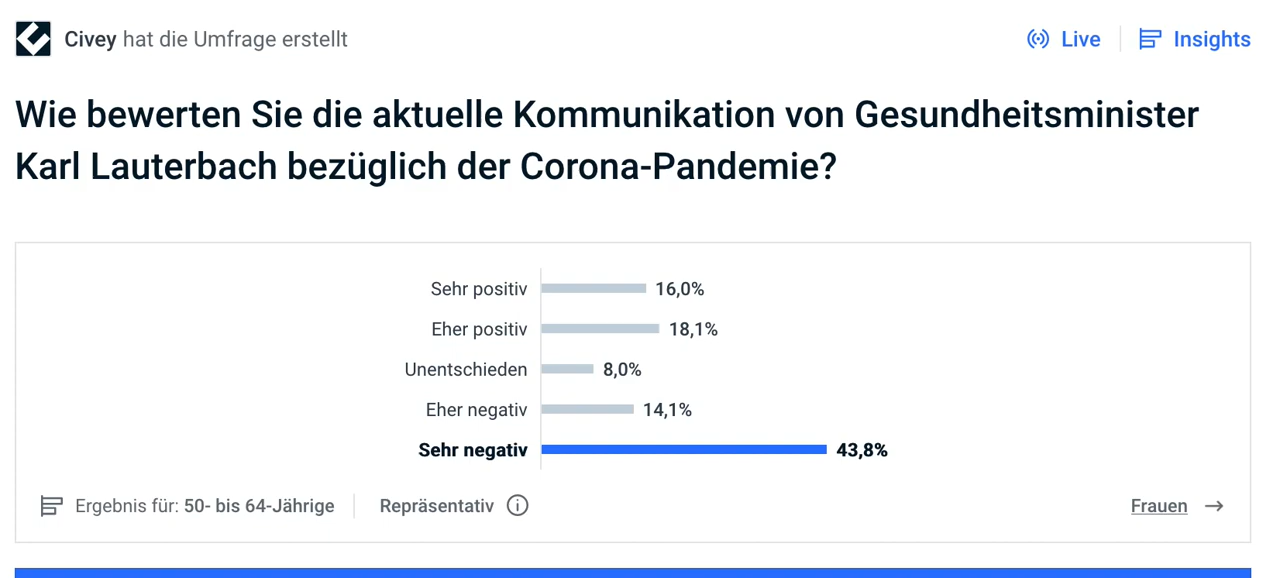 Civey hat die Umfrage erstellt
Live
Insights
Wie bewerten Sie die aktuelle Kommunikation von Gesundheitsminister
Karl Lauterbach bezüglich der Corona-Pandemie?
Sehr positiv 16,0%
Eher positiv 18,1%
Unentschieden 8,0%
Eher negativ 14,1%
Sehr negativ 43,8%
Ergebnis für: 50- bis 64-Jährige
Repräsentativ
Frauen →